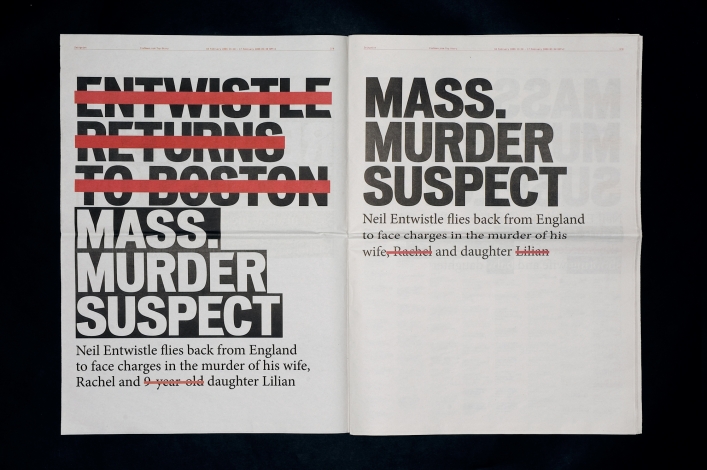 ENTWISTLE
RETURNS
TO BOSTON
MASS.
MURDER
SUSPECT
Neil Entwistle flies back from England
to face charges in the murder of his wife,
Rachel and 9-year-old daughter Lilian
MASS.
MURDER
SUSPECT
Neil Entwistle flies back from England
to face charges in the murder of his
wife, Rachel and daughter Lilian